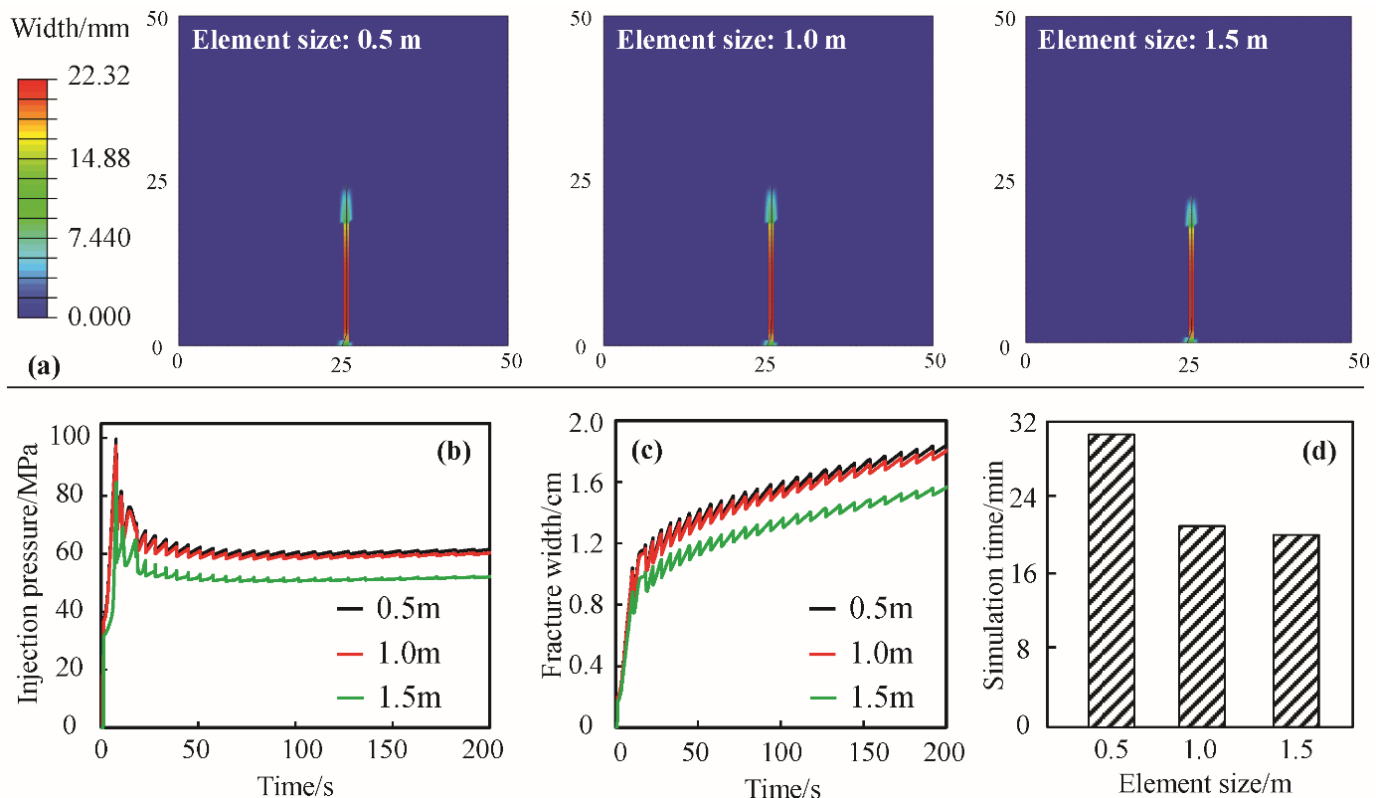 Width/mm
22.32
14.88
7.440
0.000
(a)
50
Element size: 0.5 m
25
0
0
25
50
50
Element size: 1.0 m
25
0
0
25
50
50
Element size: 1.5 m
25
0
0
25
50
Injection pressure/MPa
100
80
60
40
20
0
(b)
0.5m
1.0m
1.5m
0
50
100
150
200
Time/s
Fracture width/cm
2.0
1.6
1.2
0.8
0.4
0
(c)
0.5m
1.0m
1.5m
0
50
100
150
200
Time/s
Simulation time/min
32
24
16
8
0
(d)
0.5
1.0
1.5
Element size/m